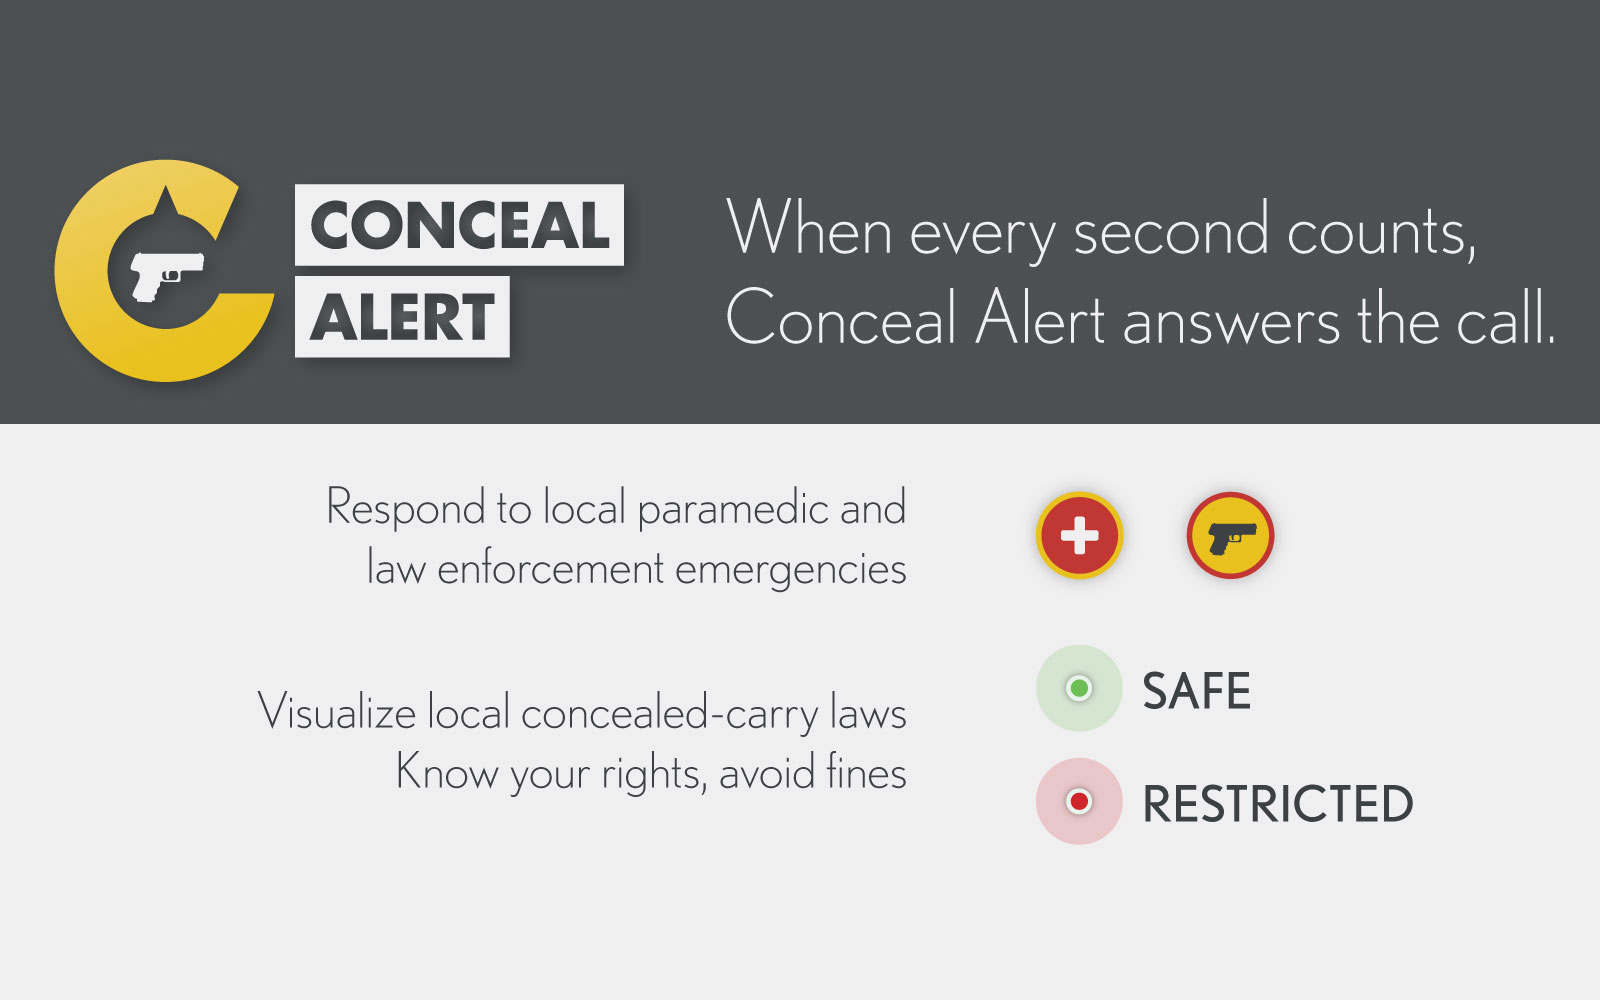 CONCEAL
ALERT
When every second counts,
Conceal Alert answers the call.
Respond to local paramedic and
law enforcement emergencies
Visualize local concealed-carry laws
Know your rights, avoid fines
SAFE
RESTRICTED